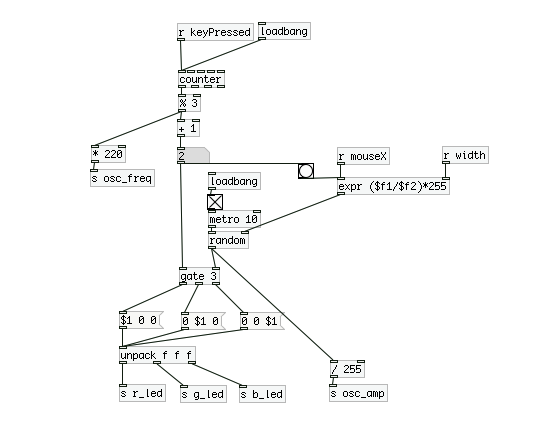 r keyPressed
loadbang
counter
% 3
+ 1
* 220
2
r mouseX
r width
s osc_freq
loadbang
expr ($f1/$f2)*255
metro 10
random
gate 3
$1 0 0
0 $1 0
0 0 $1
unpack f f f
/ 255
s r_led
s g_led
s b_led
s osc_amp